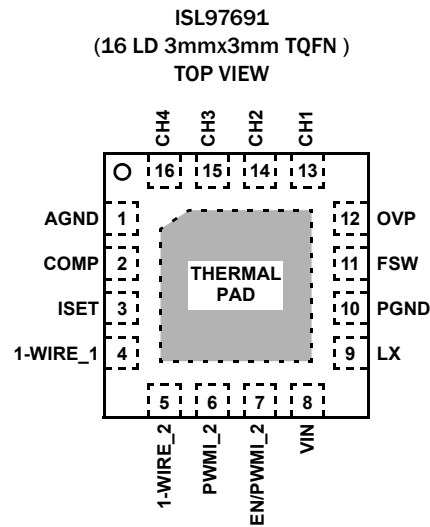 ISL97691
(16 LD 3mmx3mm TQFN )
TOP VIEW
CH4
CH3
CH2
CH1
16
15
14
13
AGND 1
COMP 2
ISET 3
1-WIRE_1 4
THERMAL
PAD
12 OVP
11 FSW
10 PGND
9 LX
5
6
7
8
1-WIRE_2
PWMI_2
EN/PWMI_2
VIN